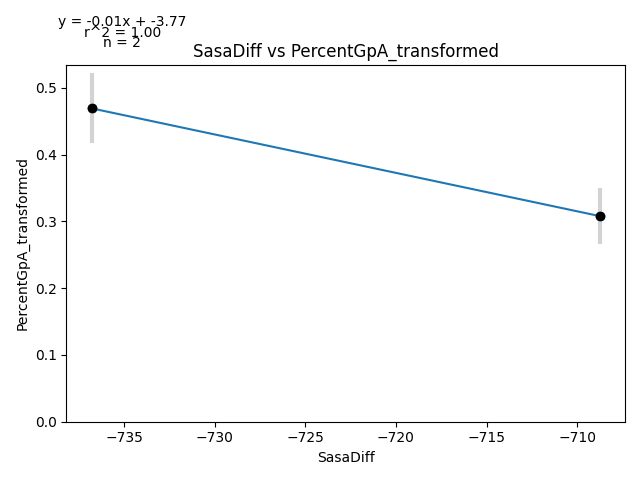 y = -0.01x + -3.77
r^2 = 1.00
n = 2
SasaDiff vs PercentGpA_transformed
PercentGpA_transformed
0.5
0.4
0.3
0.2
0.1
0.0
−735
−730
−725
−720
−715
−710
SasaDiff